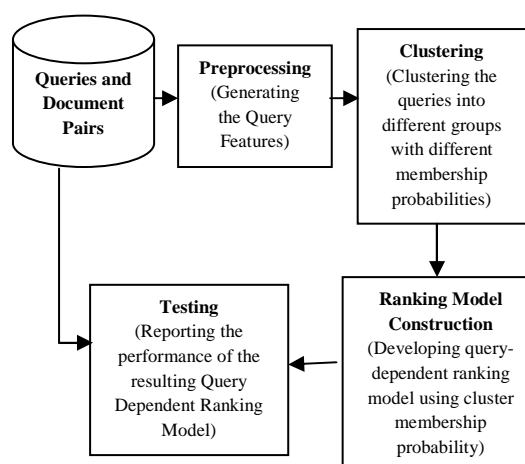 Queries and
Document
Pairs
Preprocessing
(Generating
the Query
Features)
Clustering
(Clustering the
queries into
different groups
with different
membership
probabilities)
Testing
(Reporting the
performance of the
resulting Query
Dependent Ranking
Model)
Ranking Model
Construction
(Developing query-
dependent ranking
model using cluster
membership
probability)